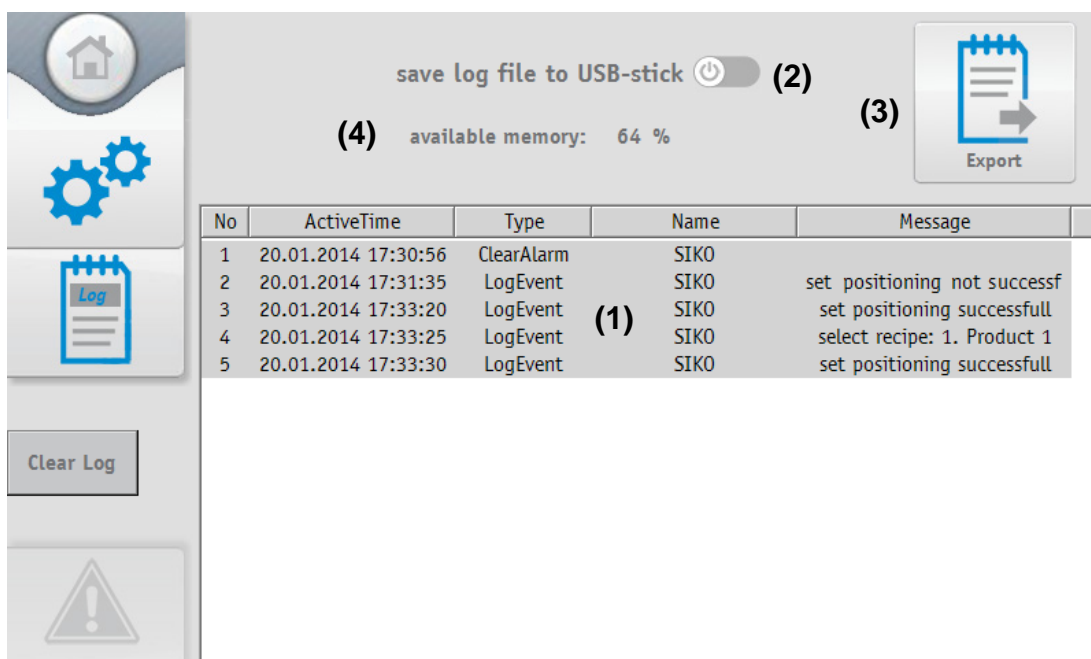 save log file to USB-stick (2)
(3)
(4) available memory: 64 %
Export
No ActiveTime Type Name Message
1 20.01.2014 17:30:56 ClearAlarm SIKO
2 20.01.2014 17:31:35 LogEvent SIKO set positioning not successf
3 20.01.2014 17:33:20 LogEvent (1) SIKO set positioning successfull
4 20.01.2014 17:33:25 LogEvent SIKO select recipe: 1. Product 1
5 20.01.2014 17:33:30 LogEvent SIKO set positioning successfull
Log
Clear Log